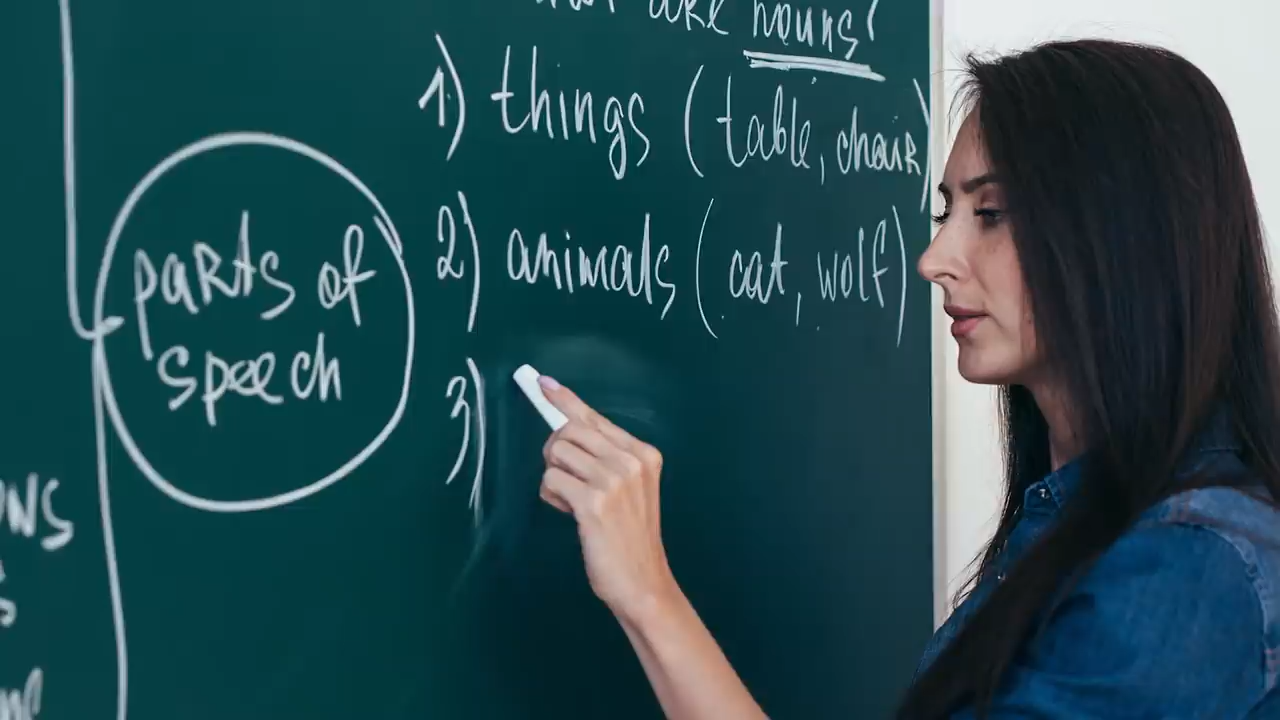 are nouns?
1) things (table, chair)
2) animals (cat, wolf)
3)
parts of
speech